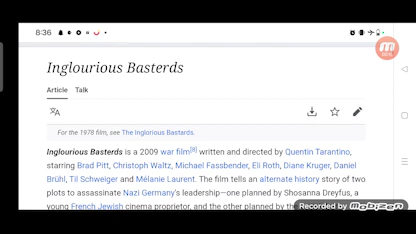 8:36
Inglourious Basterds
Article Talk
For the 1978 film, see The Inglorious Bastards.
Inglourious Basterds is a 2009 war film[8] written and directed by Quentin Tarantino,
starring Brad Pitt, Christoph Waltz, Michael Fassbender, Eli Roth, Diane Kruger, Daniel
Brühl, Til Schweiger and Mélanie Laurent. The film tells an alternate history story of two
plots to assassinate Nazi Germany's leadership—one planned by Shosanna Dreyfus, a
young French Jewish cinema proprietor, and the other planned by the
Recorded by mobizen